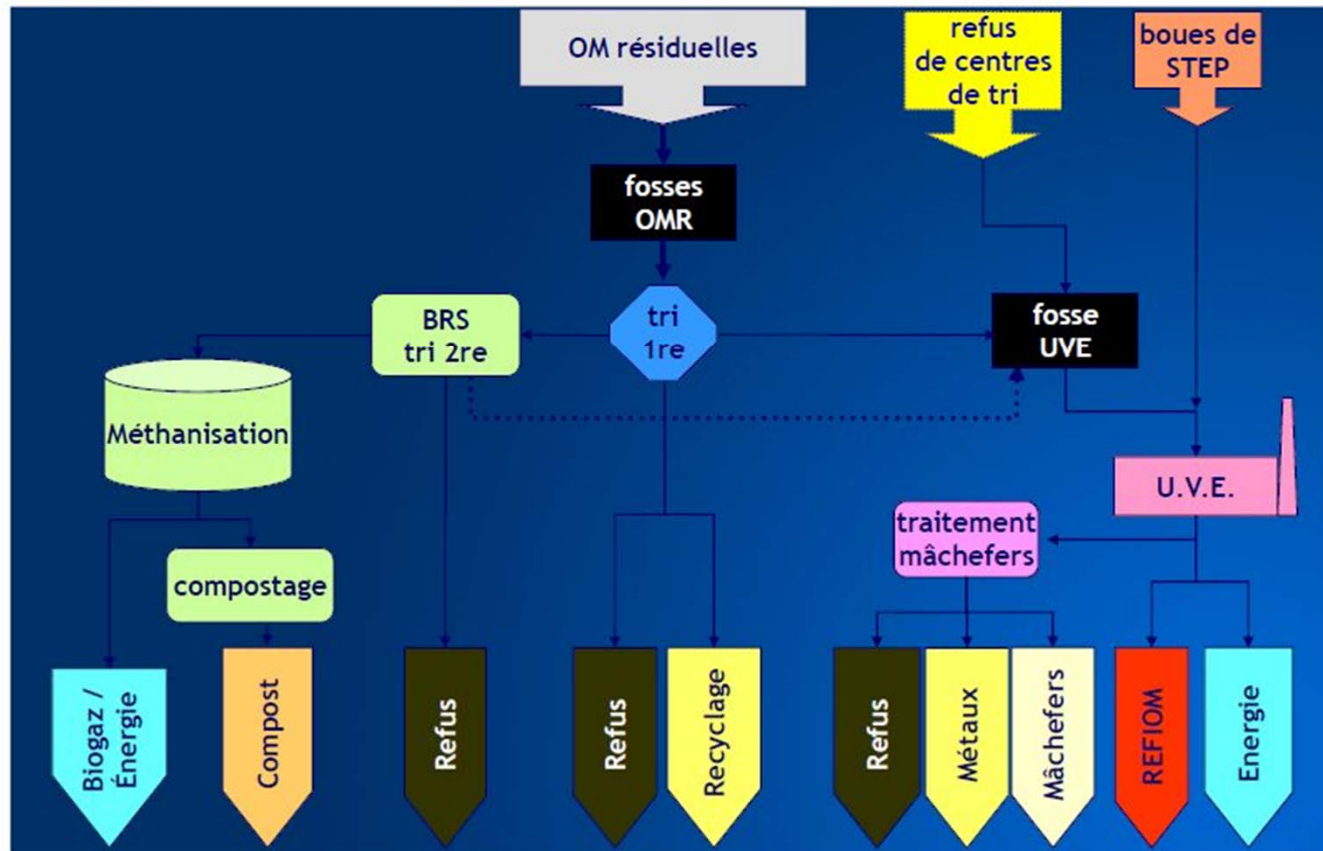 OM résiduelles
refus
de centres
de tri
boues de
STEP
fosses
OMR
BRS
tri 2re
tri
1re
fosse
UVE
Méthanisation
U.V.E.
traitement
mâchefers
compostage
Biogaz /
Énergie
Compost
Refus
Refus
Recyclage
Refus
Métaux
Mâchefers
REFIOM
Energie